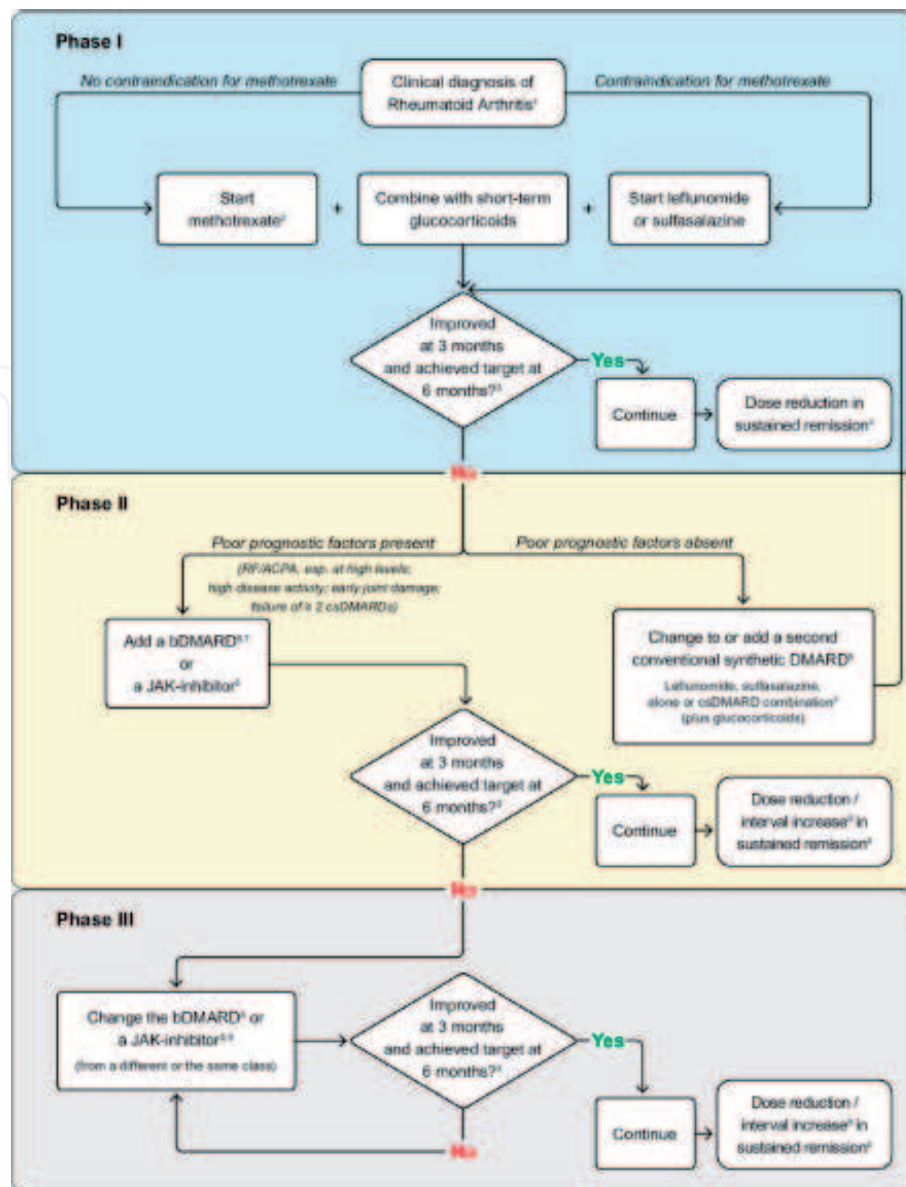 Phase I
No contraindication for methotrexate
Clinical diagnosis of
Rheumatoid Arthritis¹
Contraindication for methotrexate
Start
methotrexate²
+
Combine with short-term
glucocorticoids
+
Start leflunomide
or sulfasalazine
Improved
at 3 months
and achieved target at
6 months?³
Yes
Continue
Dose reduction in
sustained remission⁴
No
Phase II
Poor prognostic factors present
(RF/ACPA, esp. at high levels;
high disease activity; early joint damage;
failure of ≥ 2 csDMARDs)
Poor prognostic factors absent
Add a bDMARD
or
a JAK-inhibitor
Change to or add a second
conventional synthetic DMARD
Leflunomide, sulfasalazine,
alone or csDMARD combination
(plus glucocorticoids)
Improved
at 3 months
and achieved target at
6 months?³
Yes
Continue
Dose reduction /
interval increase in
sustained remission
No
Phase III
Change the bDMARD or
a JAK-inhibitor
(from a different or the same class)
Improved
at 3 months
and achieved target at
6 months?³
Yes
Continue
Dose reduction /
interval increase in
sustained remission
No